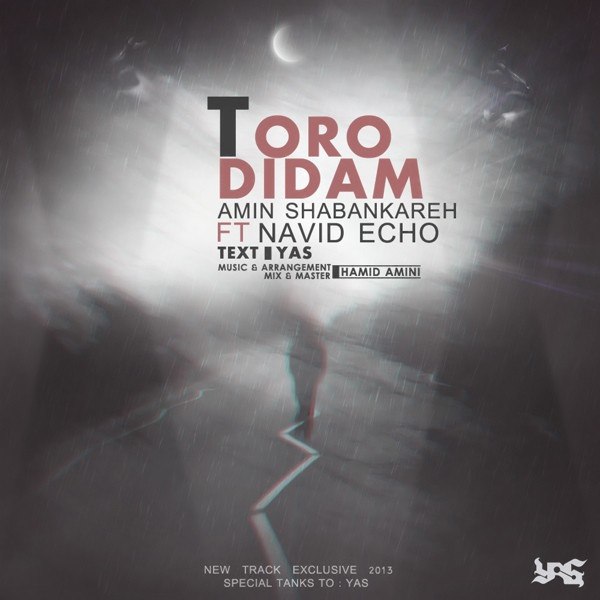 TORO
DIDAM
AMIN SHABANKAREH
FT NAVID ECHO
TEXT YAS
MUSIC & ARRANGEMENT
MIX & MASTER HAMID AMINI
NEW TRACK EXCLUSIVE 2013
SPECIAL TANKS TO : YAS
YAS